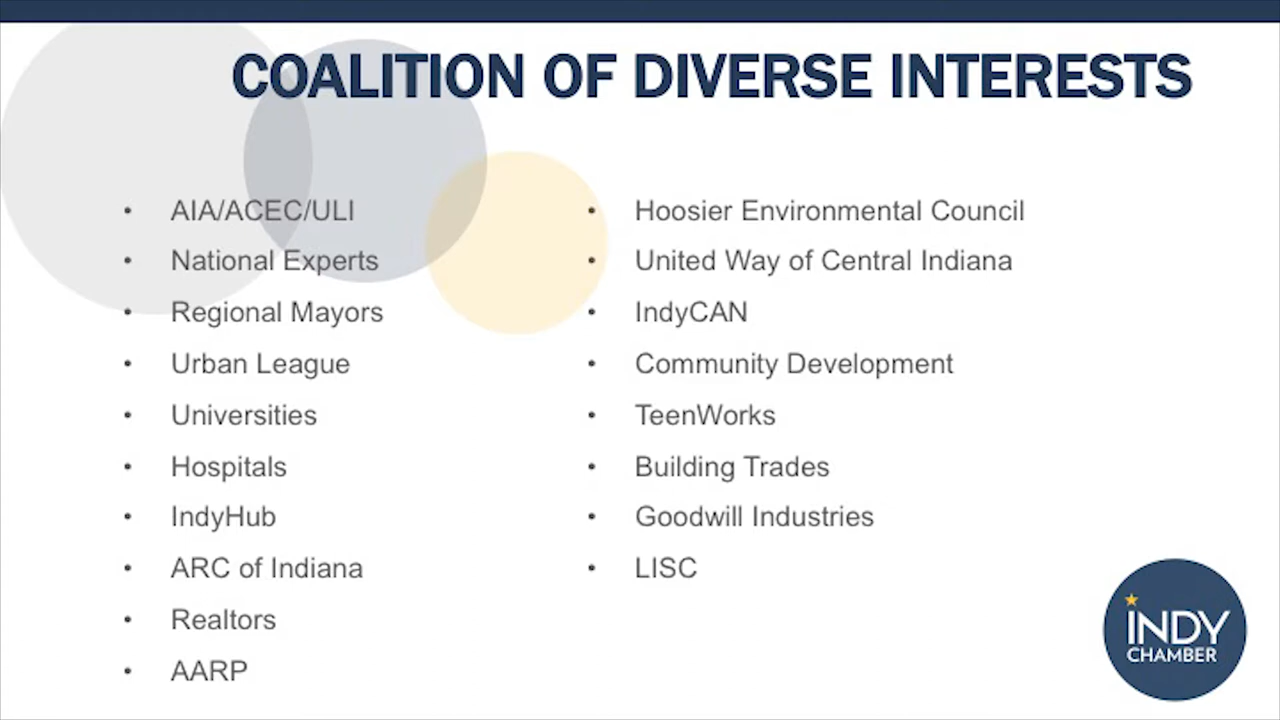 COALITION OF DIVERSE INTERESTS
• AIA/ACEC/ULI
• National Experts
• Regional Mayors
• Urban League
• Universities
• Hospitals
• IndyHub
• ARC of Indiana
• Realtors
• AARP
• Hoosier Environmental Council
• United Way of Central Indiana
• IndyCAN
• Community Development
• TeenWorks
• Building Trades
• Goodwill Industries
• LISC
INDY
CHAMBER